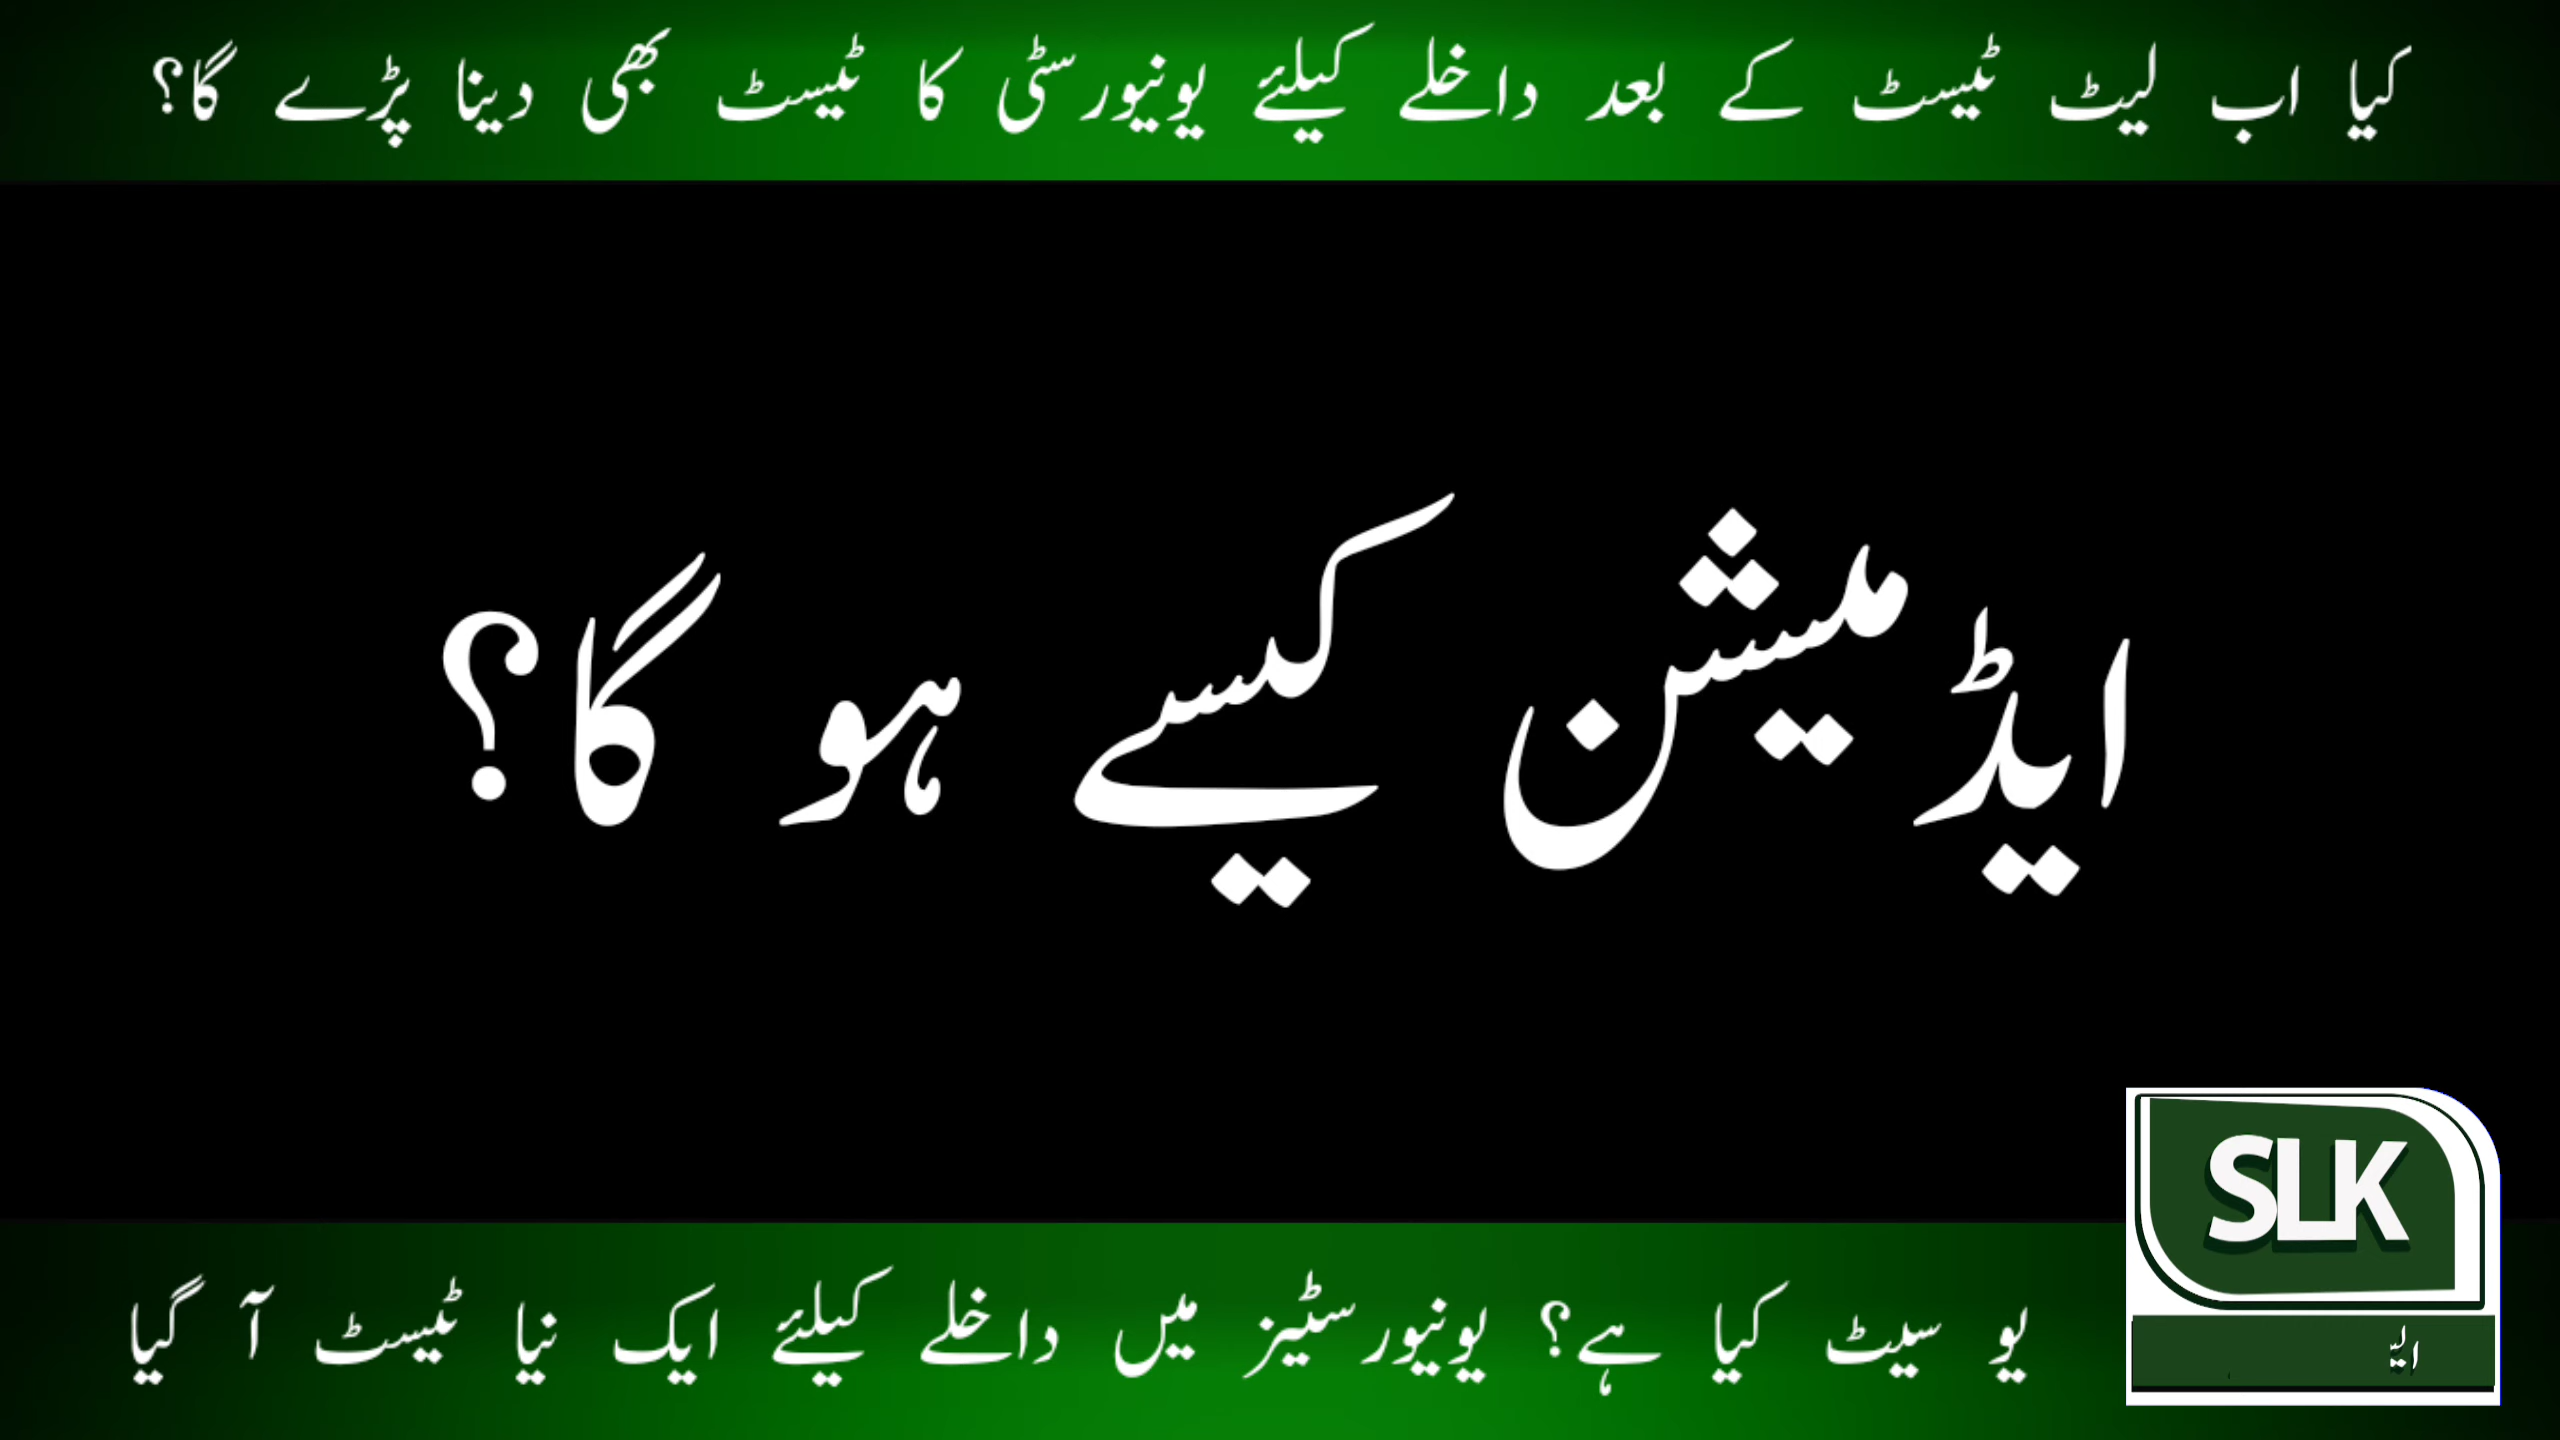 کیا اب لیٹ ٹیسٹ کے بعد داخلے کیلئے یونیورسٹی کا ٹیسٹ بھی دینا پڑے گا؟
ایڈمیشن کیسے ہو گا؟
SLK
یو سیٹ کیا ہے؟ یونیورسٹیز میں داخلے کیلئے ایک نیا ٹیسٹ آ گیا